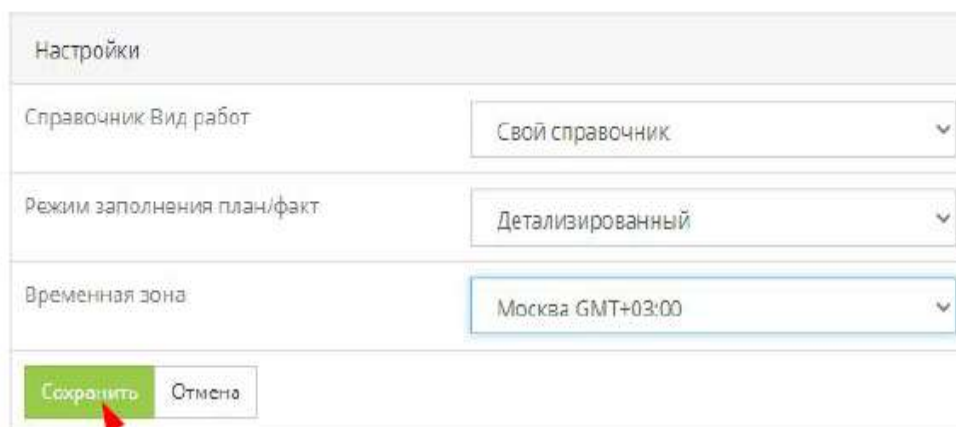 Настройки
Справочник Вид работ
Свой справочник
Режим заполнения план/факт
Детализированный
Временная зона
Москва GMT+03:00
Сохранить Отмена